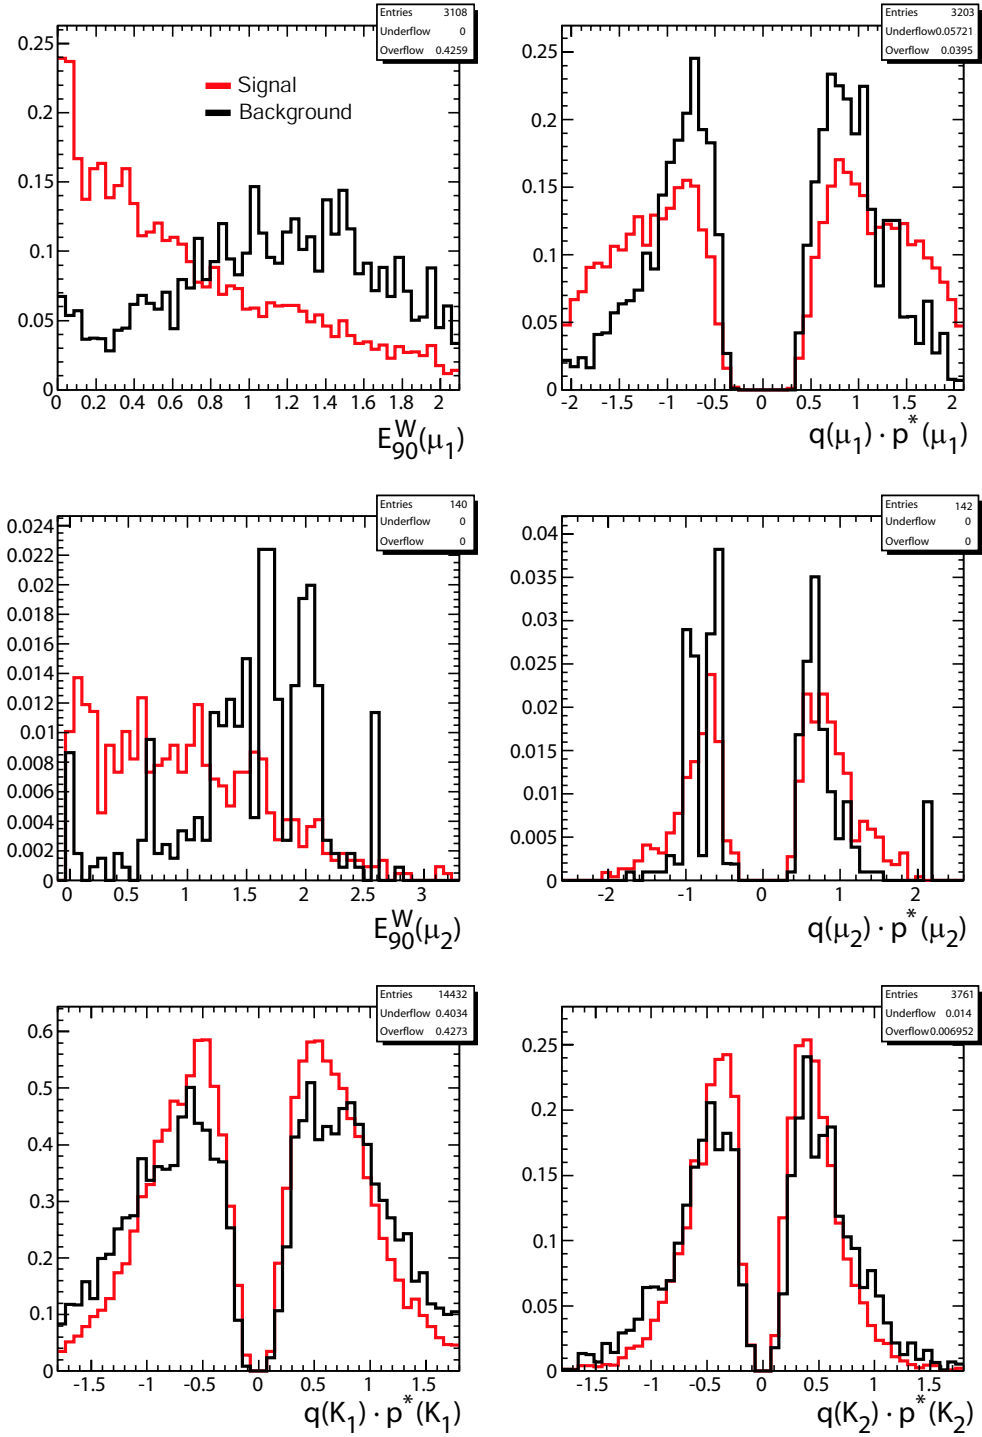 Entries 3108
Underflow 0
Overflow 0.4259
0.25
0.2
0.15
0.1
0.05
0
Signal
Background
0 0.2 0.4 0.6 0.8 1 1.2 1.4 1.6 1.8 2
E₉₀ᵂ(μ₁)
Entries 3203
Underflow 0.05721
Overflow 0.0395
0.25
0.2
0.15
0.1
0.05
0
-2 -1.5 -1 -0.5 0 0.5 1 1.5 2
q(μ₁) · p*(μ₁)
Entries 140
Underflow 0
Overflow 0
0.024
0.022
0.02
0.018
0.016
0.014
0.012
0.01
0.008
0.006
0.004
0.002
0
-0 0.5 1 1.5 2 2.5 3
E₉₀ᵂ(μ₂)
Entries 142
Underflow 0
Overflow 0
0.04
0.035
0.03
0.025
0.02
0.015
0.01
0.005
0
-2 -1 0 1 2
q(μ₂) · p*(μ₂)
Entries 14432
Underflow 0.4034
Overflow 0.4273
0.6
0.5
0.4
0.3
0.2
0.1
0
-1.5 -1 -0.5 0 0.5 1 1.5
q(K₁) · p*(K₁)
Entries 3761
Underflow 0.014
Overflow 0.006952
0.25
0.2
0.15
0.1
0.05
0
-1.5 -1 -0.5 0 0.5 1 1.5
q(K₂) · p*(K₂)